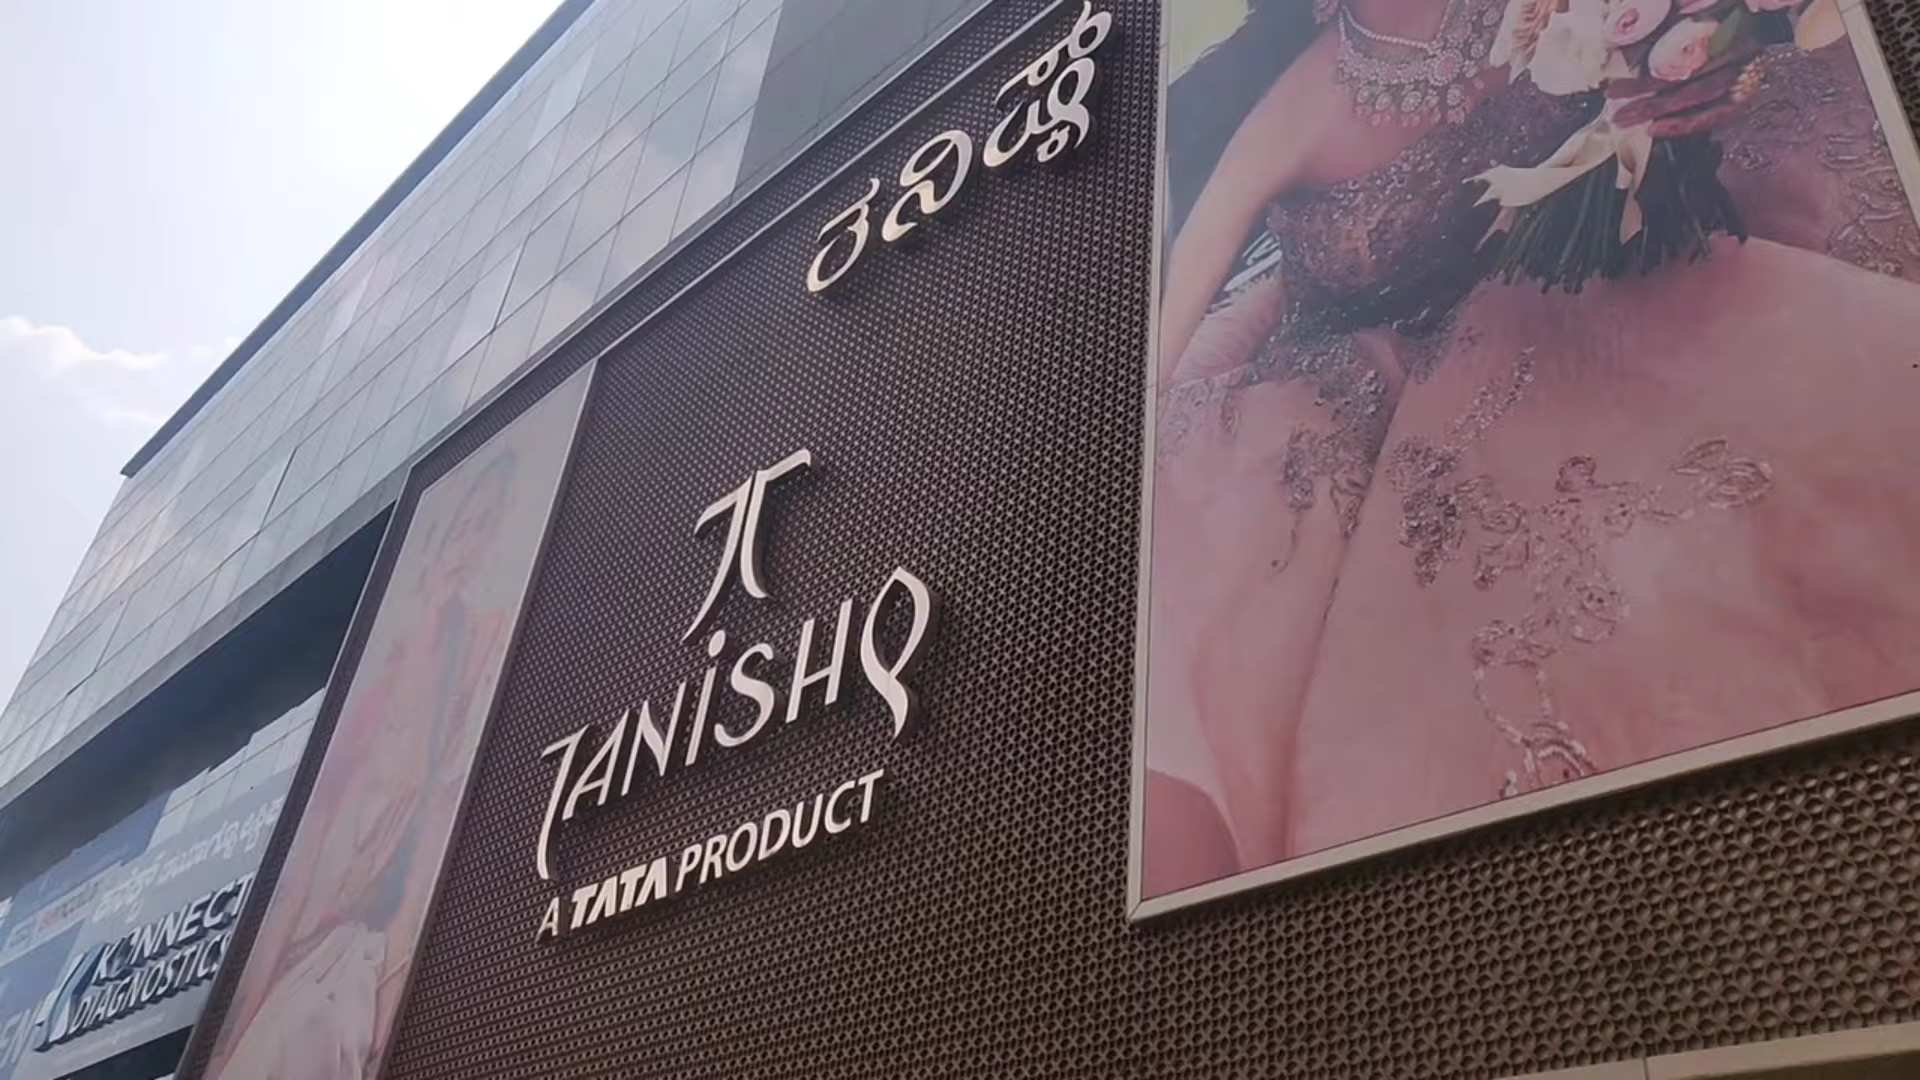 ತನಿಷ್ಕ್
TANiSHQ
A TATA PRODUCT
KONNECT
DIAGNOSTICS